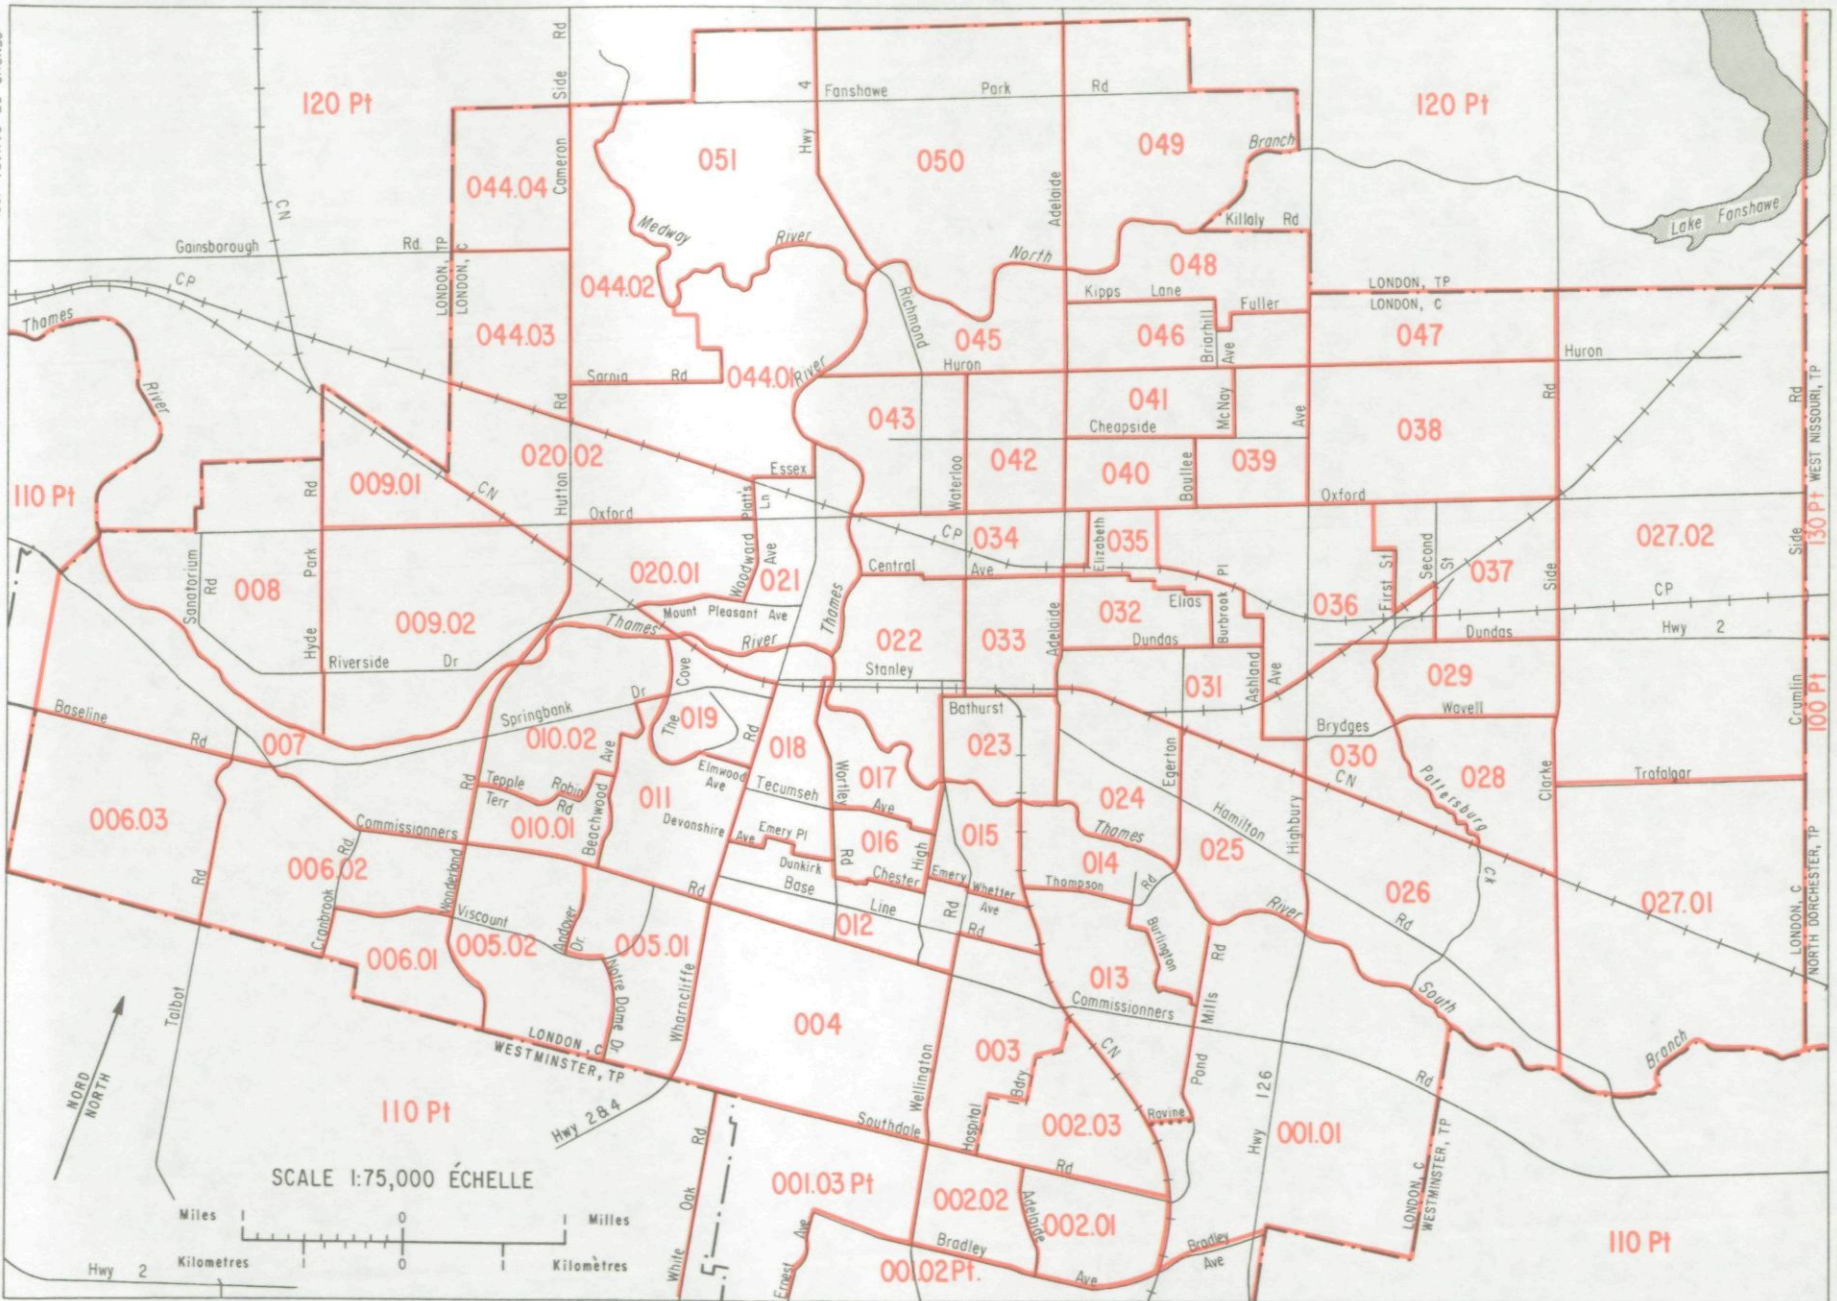 120 Pt
120 Pt
Side Rd
Hwy 4
Fanshawe Park Rd
051
050
049
Branch
044.04
Cameron
Adelaide
CN
Killaly Rd
Lake Fanshawe
Gainsborough Rd.
LONDON, TP
LONDON, C
Medway River
North
CP
044.02
048
LONDON, TP
LONDON, C
Kipps Lane
Fuller
Thames
River
044.03
Richmond
045
046
Briarhill Ave
047
Huron
Huron
Sarnia Rd
044.01
River
Rd
043
041
McNay
Ave
038
Rd
Rd
WEST NISSOURI, TP
Cheapside
020.02
Essex
042
040
Boullee
039
110 Pt
009.01
CN
Hutton
Platt's Ln
Waterloo
Oxford
Oxford
Rd
130 Pt
Sanatorium Rd
008
Hyde Park
020.01
Woodward Ave
021
CP
034
Elizabeth
035
Central Ave
036
First St
Second St
037
Side
027.02
Side
CP
009.02
Mount Pleasant Ave
Thames River
Thames
022
033
Adelaide
032
Elias
Burbrook Pl
Dundas
Dundas
Hwy 2
Riverside Dr
Stanley
031
Ashland Ave
029
Crumlin
100 Pt
Baseline Rd
007
Springbank Dr
The Cove
019
Rd
018
Bathurst
023
Brydges
Wavell
010.02
Ave
Elmwood Ave
Wortley
017
Egerton
030
CN
Pottersburg
028
Clarke
Trafalgar
Rd
Tepple
Terr
Robin Rd
011
Tecumseh Ave
024
Hamilton
Highbury
006.03
Commissioners
010.01
Beachwood
Devonshire Ave
Emery Pl
016
High
015
Thames
014
025
006.02
Rd.
Wonderland
Dunkirk
Rd
Chester
Emery
Whetter Ave
Thompson
Rd
026
Ck
Rd
Base Line Rd
Rd
River
Rd
027.01
Cranbrook
Viscount
Rd
012
Burlington
LONDON, C
NORTH DORCHESTER, TP
006.01
005.02
Andover Dr.
005.01
013
Rd
Talbot
Notre Dame Dr
Wharncliffe
Commissioners
Mills
South
Branch
LONDON, C
WESTMINSTER, TP
004
003
CN
NORD
NORTH
110 Pt
Hwy 2&4
Wellington
Bdry
Hospital
Pond
Hwy 126
Rd
Southdale Rd
002.03
Ravine
001.01
Rd
LONDON, C
WESTMINSTER, TP
SCALE 1:75,000 ÉCHELLE
001.03 Pt
002.02
Adelaide
002.01
Miles 1 0 1 Milles
Kilometres 1 0 1 Kilomètres
White Oak
Ernest Ave
Bradley Ave
Bradley Ave
110 Pt
Hwy 2
001.02 Pt.